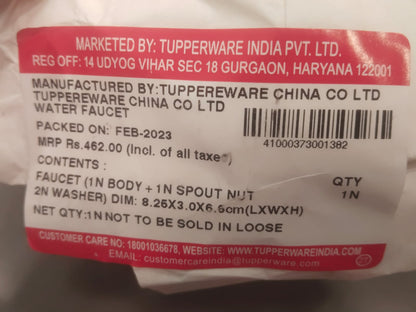 MARKETED BY: TUPPERWARE INDIA PVT. LTD.
REG OFF: 14 UDYOG VIHAR SEC 18 GURGAON, HARYANA 122001
MANUFACTURED BY:TUPPEREWARE CHINA CO LTD
TUPPEREWARE CHINA CO LTD
WATER FAUCET
PACKED ON: FEB-2023
MRP Rs.462.00 (Incl. of all taxe
41000373001382
CONTENTS :
FAUCET (1N BODY + 1N SPOUT NUT QTY
2N WASHER) DIM: 8.25X3.0X6.5cm(LXWXH) 1N
NET QTY:1N NOT TO BE SOLD IN LOOSE
CUSTOMER CARE NO: 18001036678, WEBSITE: WWW.TUPPERWAREINDIA.COM
EMAIL: customercareindia@tupperware.com